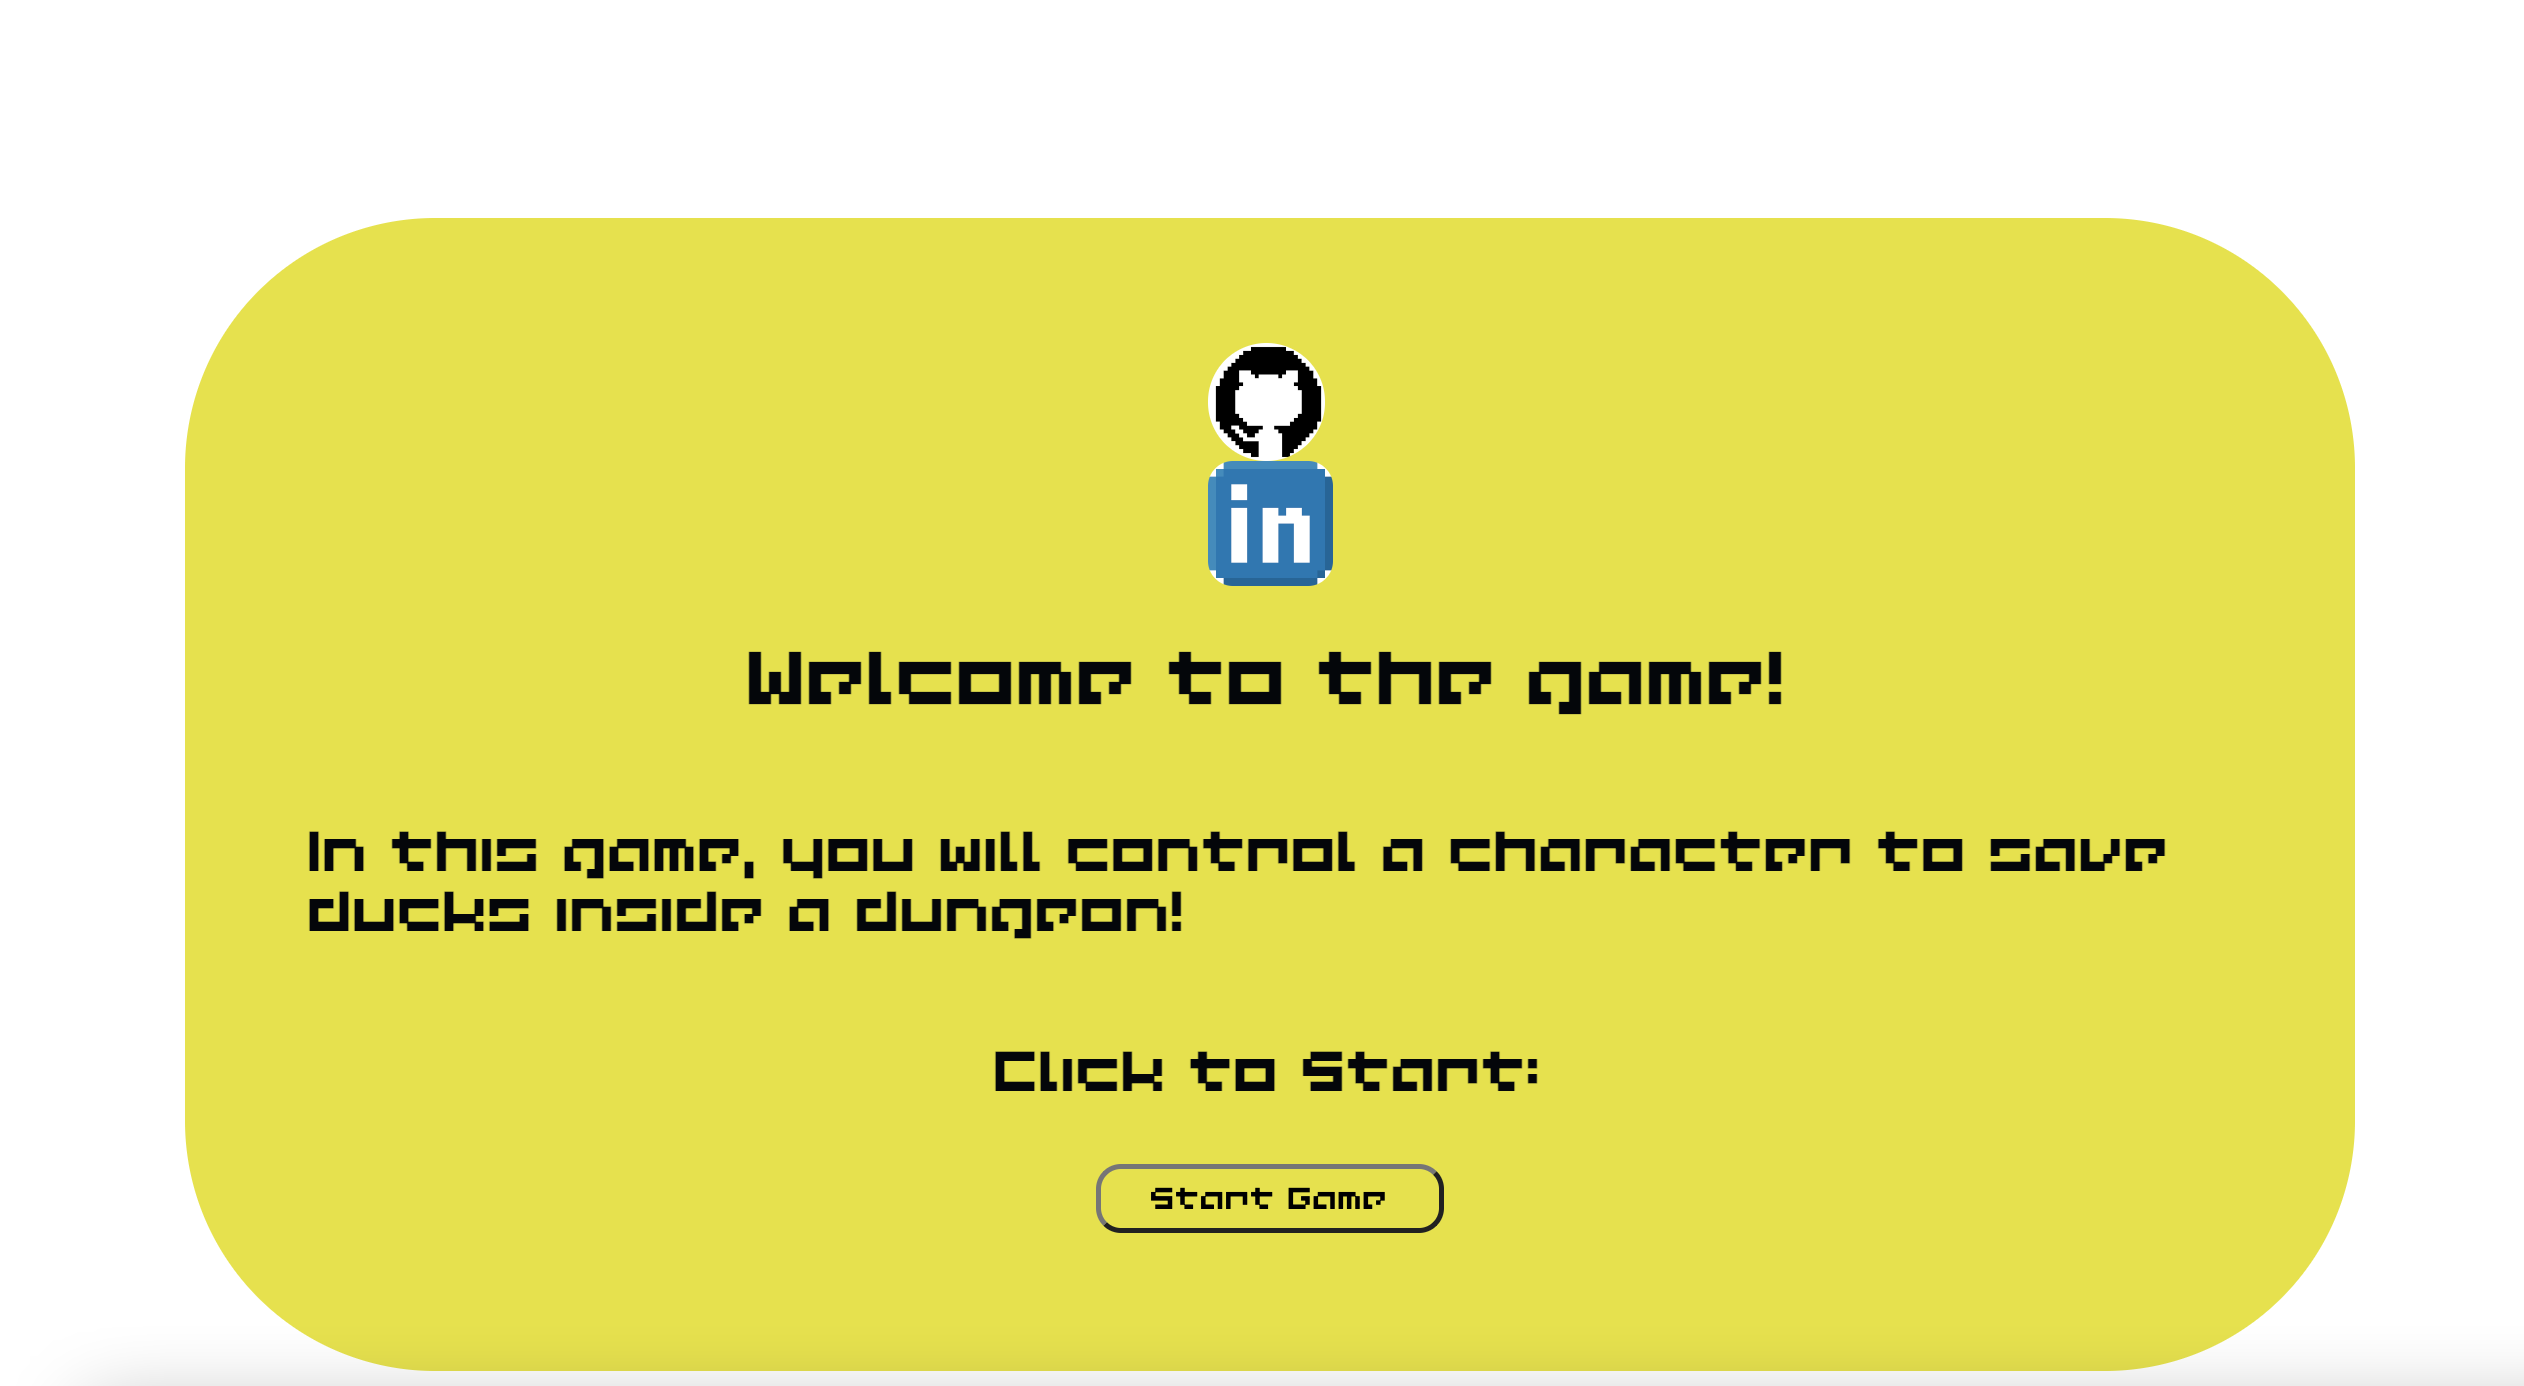 in
Welcome to the game!
In this game, you will control a character to save
ducks inside a dungeon!
Click to Start:
Start Game